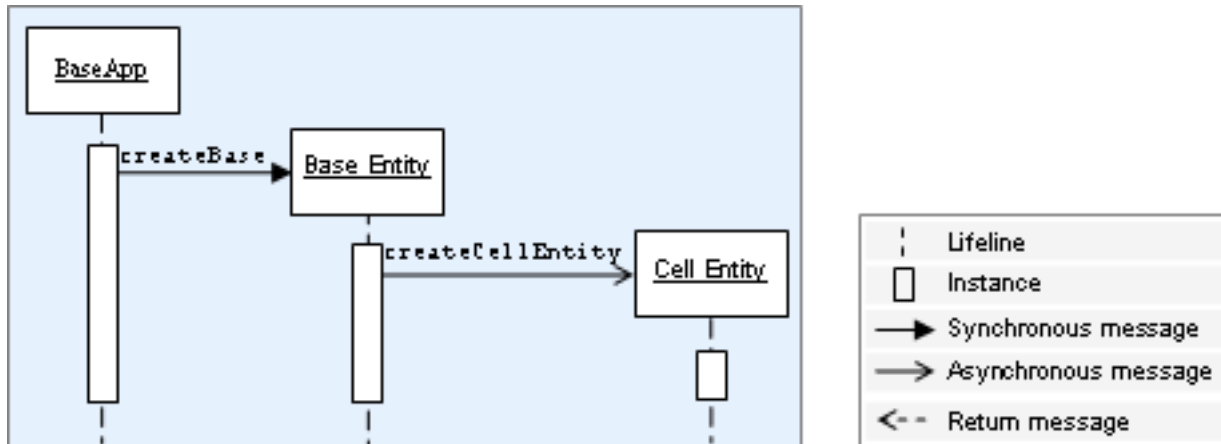 BaseApp
createBase
Base Entity
createCellEntity
Cell Entity
Lifeline
Instance
Synchronous message
Asynchronous message
Return message